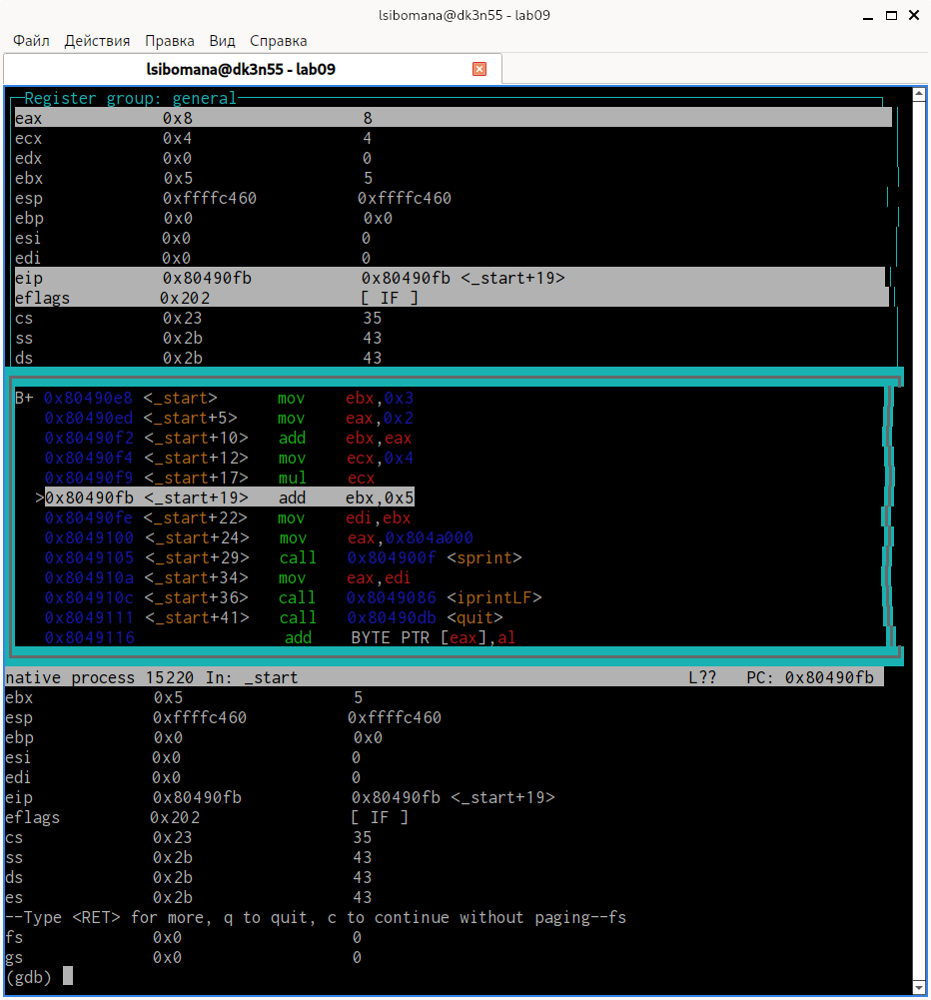 lsibomana@dk3n55 - lab09
Файл Действия Правка Вид Справка
lsibomana@dk3n55 - lab09
Register group: general
eax 0x8 8
ecx 0x4 4
edx 0x0 0
ebx 0x5 5
esp 0xffffc460 0xffffc460
ebp 0x0 0x0
esi 0x0 0
edi 0x0 0
eip 0x80490fb 0x80490fb <_start+19>
eflags 0x202 [ IF ]
cs 0x23 35
ss 0x2b 43
ds 0x2b 43
B+ 0x80490e8 <_start> mov ebx,0x3
0x80490ed <_start+5> mov eax,0x2
0x80490f2 <_start+10> add ebx,eax
0x80490f4 <_start+12> mov ecx,0x4
0x80490f9 <_start+17> mul ecx
>0x80490fb <_start+19> add ebx,0x5
0x80490fe <_start+22> mov edi,ebx
0x8049100 <_start+24> mov eax,0x804a000
0x8049105 <_start+29> call 0x804900f <sprint>
0x804910a <_start+34> mov eax,edi
0x804910c <_start+36> call 0x8049086 <iprintLF>
0x8049111 <_start+41> call 0x80490db <quit>
0x8049116 add BYTE PTR [eax],al
native process 15220 In: _start L?? PC: 0x80490fb
ebx 0x5 5
esp 0xffffc460 0xffffc460
ebp 0x0 0x0
esi 0x0 0
edi 0x0 0
eip 0x80490fb 0x80490fb <_start+19>
eflags 0x202 [ IF ]
cs 0x23 35
ss 0x2b 43
ds 0x2b 43
es 0x2b 43
--Type <RET> for more, q to quit, c to continue without paging--fs
fs 0x0 0
gs 0x0 0
(gdb)